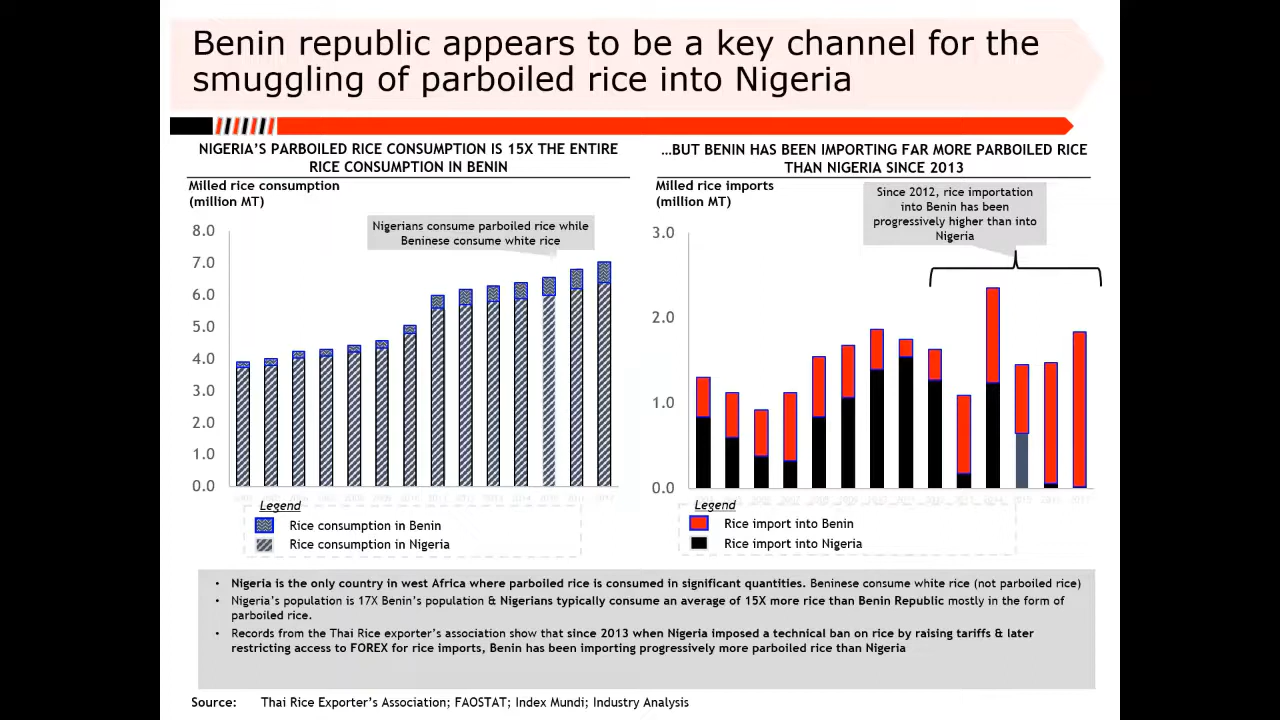 Benin republic appears to be a key channel for the
smuggling of parboiled rice into Nigeria
NIGERIA'S PARBOILED RICE CONSUMPTION IS 15X THE ENTIRE
RICE CONSUMPTION IN BENIN
Milled rice consumption
(million MT)
Nigerians consume parboiled rice while
Beninese consume white rice
8.0
7.0
6.0
5.0
4.0
3.0
2.0
1.0
0.0
Legend
Rice consumption in Benin
Rice consumption in Nigeria
…BUT BENIN HAS BEEN IMPORTING FAR MORE PARBOILED RICE
THAN NIGERIA SINCE 2013
Milled rice imports
(million MT)
Since 2012, rice importation
into Benin has been
progressively higher than into
Nigeria
3.0
2.0
1.0
0.0
Legend
Rice import into Benin
Rice import into Nigeria
• Nigeria is the only country in west Africa where parboiled rice is consumed in significant quantities. Beninese consume white rice (not parboiled rice)
• Nigeria's population is 17X Benin's population & Nigerians typically consume an average of 15X more rice than Benin Republic mostly in the form of
parboiled rice.
• Records from the Thai Rice exporter's association show that since 2013 when Nigeria imposed a technical ban on rice by raising tariffs & later
restricting access to FOREX for rice imports, Benin has been importing progressively more parboiled rice than Nigeria
Source: Thai Rice Exporter's Association; FAOSTAT; Index Mundi; Industry Analysis